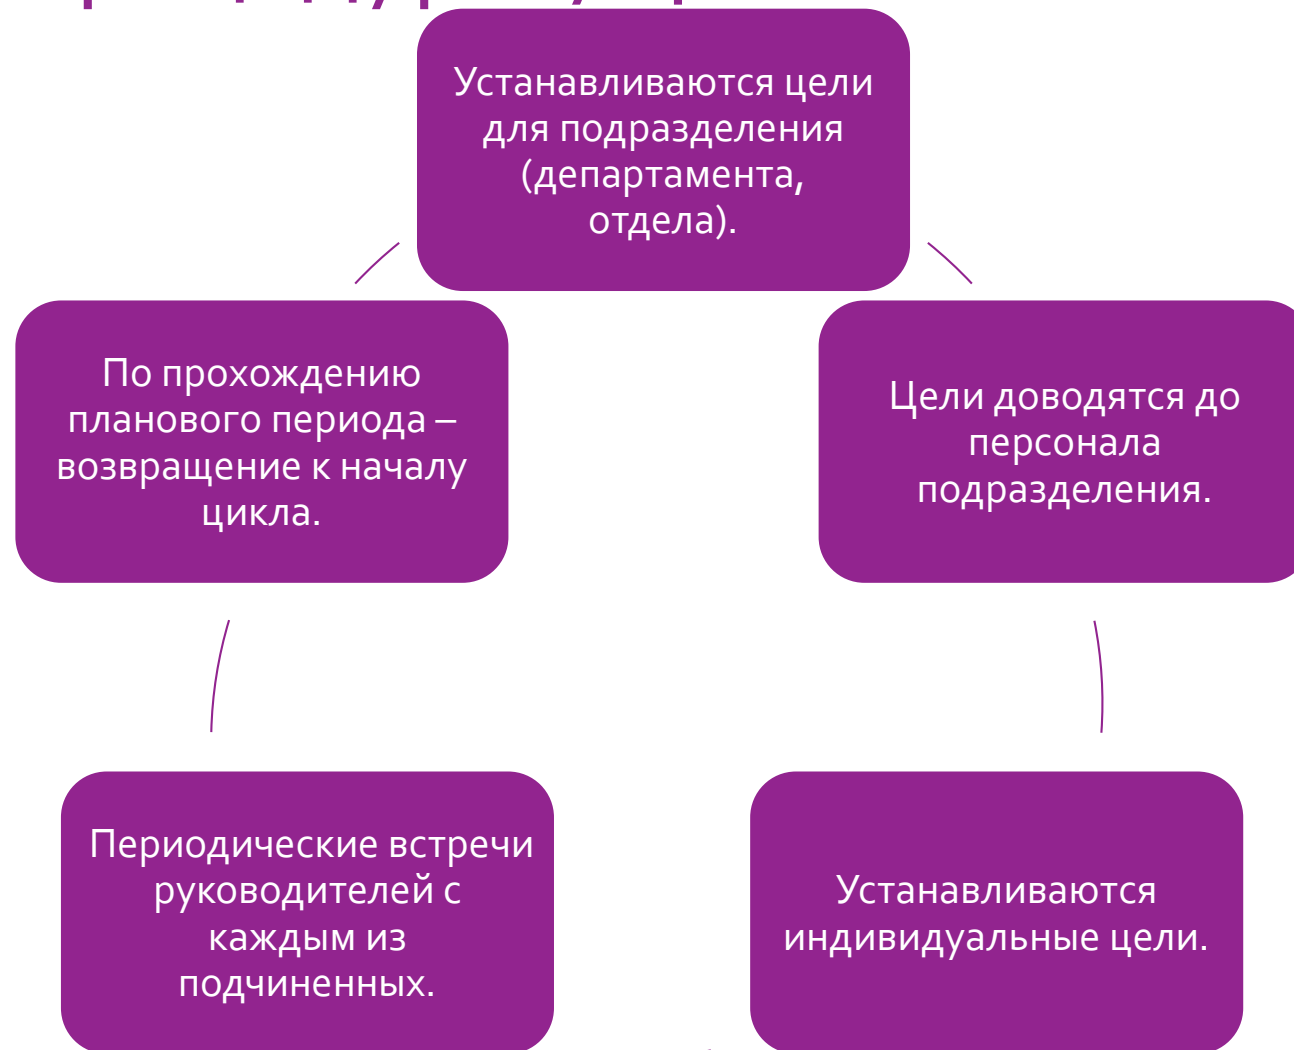 Устанавливаются цели
для подразделения
(департамента,
отдела).
По прохождению
планового периода –
возвращение к началу
цикла.
Цели доводятся до
персонала
подразделения.
Периодические встречи
руководителей с
каждым из
подчиненных.
Устанавливаются
индивидуальные цели.